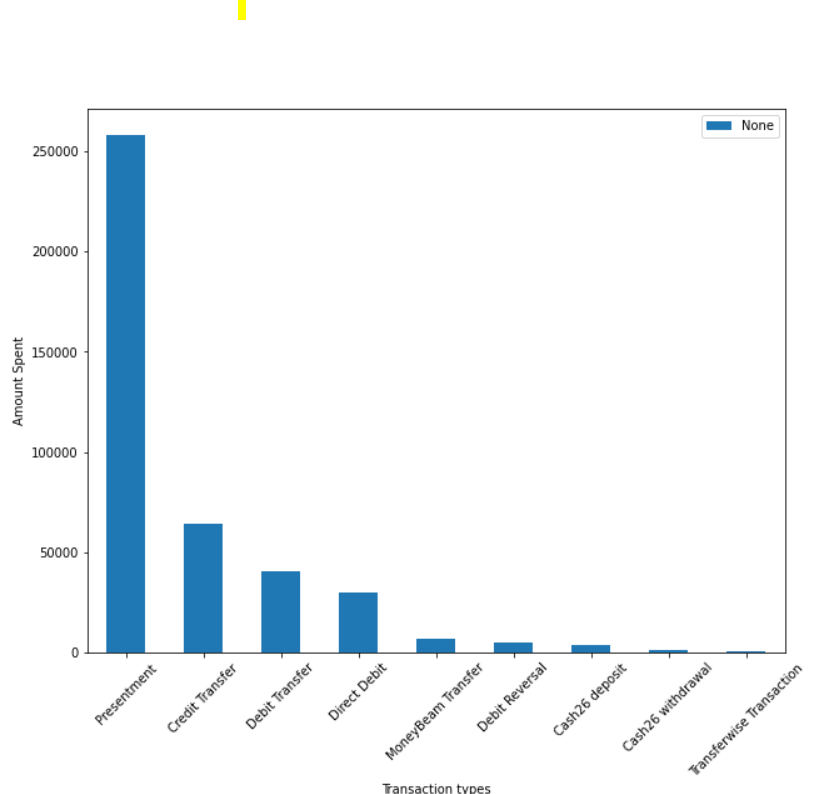 None
250000
200000
150000
100000
50000
0
Amount Spent
Presentment
Credit Transfer
Debit Transfer
Direct Debit
MoneyBeam Transfer
Debit Reversal
Cash26 deposit
Cash26 withdrawal
Transferwise Transaction
Transaction types